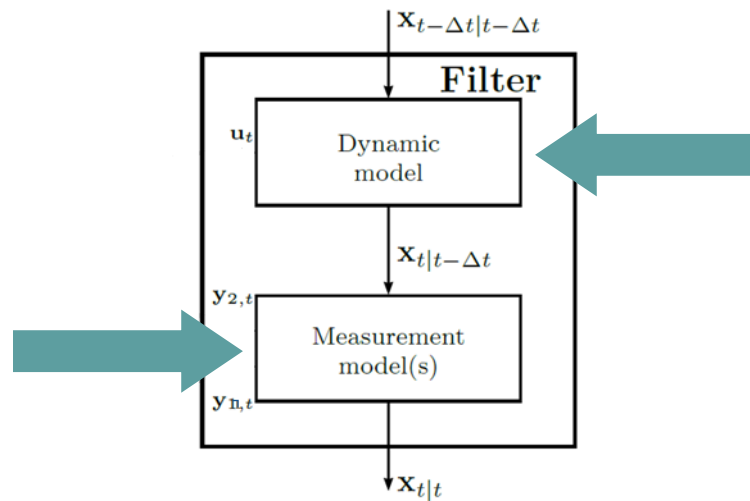 x_{t−Δt|t−Δt}
Filter
u_t
Dynamic
model
x_{t|t−Δt}
y_{2,t}
Measurement
model(s)
y_{n,t}
x_{t|t}